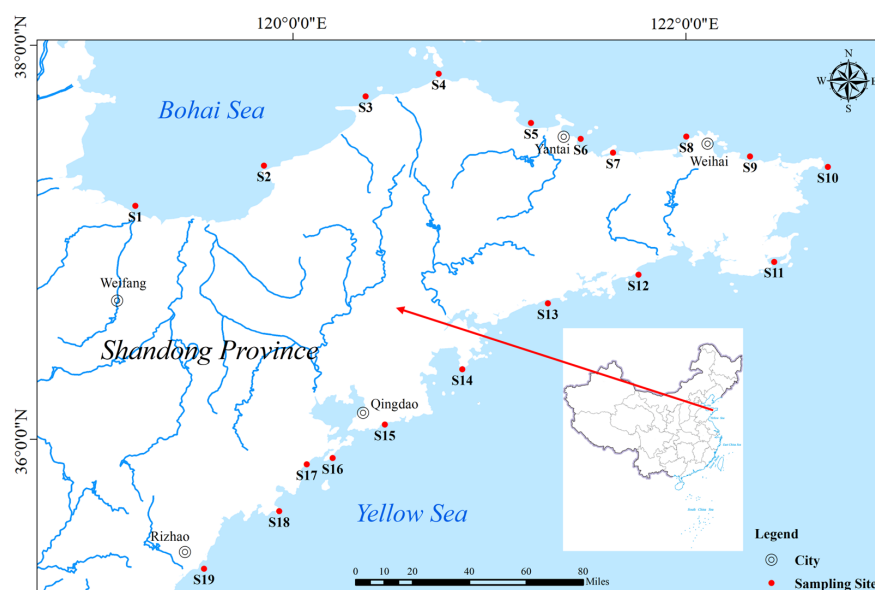 120°0'0"E
122°0'0"E
38°0'0"N
N
W
E
S
S4
S3
Bohai Sea
S5
Yantai
S6
S7
S8
Weihai
S9
S10
S2
S1
S11
Weifang
S12
S13
Shandong Province
S14
Qingdao
S15
36°0'0"N
S17
S16
S18
Yellow Sea
Rizhao
S19
Legend
City
Sampling Site
0
10
20
40
60
80
Miles